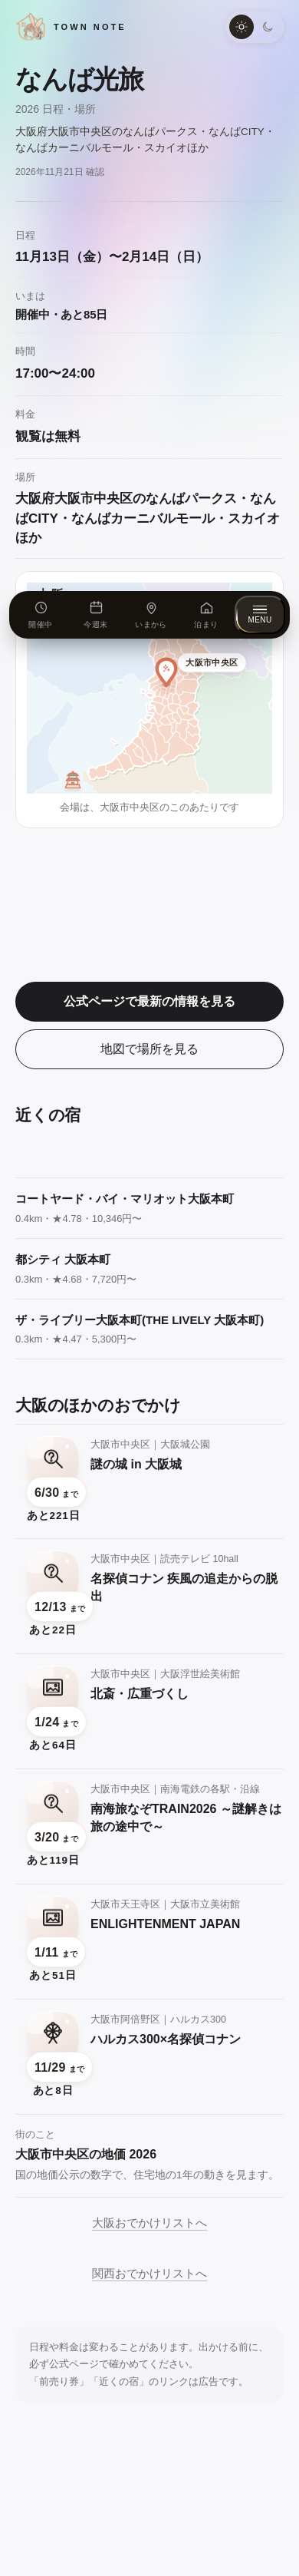 TOWN NOTE
なんば光旅
2026 日程・場所
大阪府大阪市中央区のなんばパークス・なんばCITY・
なんばカーニバルモール・スカイオほか
2026年11月21日 確認
日程
11月13日（金）〜2月14日（日）
いまは
開催中・あと85日
時間
17:00〜24:00
料金
観覧は無料
場所
大阪府大阪市中央区のなんばパークス・なん
ばCITY・なんばカーニバルモール・スカイオ
ほか
開催中
今週末
いまから
泊まり
MENU
大阪市中央区
会場は、大阪市中央区のこのあたりです
公式ページで最新の情報を見る
地図で場所を見る
近くの宿
コートヤード・バイ・マリオット大阪本町
0.4km・★4.78・10,346円〜
都シティ 大阪本町
0.3km・★4.68・7,720円〜
ザ・ライブリー大阪本町(THE LIVELY 大阪本町)
0.3km・★4.47・5,300円〜
大阪のほかのおでかけ
大阪市中央区｜大阪城公園
謎の城 in 大阪城
6/30 まで
あと221日
大阪市中央区｜読売テレビ 10hall
名探偵コナン 疾風の追走からの脱
出
12/13 まで
あと22日
大阪市中央区｜大阪浮世絵美術館
北斎・広重づくし
1/24 まで
あと64日
大阪市中央区｜南海電鉄の各駅・沿線
南海旅なぞTRAIN2026 ～謎解きは
旅の途中で～
3/20 まで
あと119日
大阪市天王寺区｜大阪市立美術館
ENLIGHTENMENT JAPAN
1/11 まで
あと51日
大阪市阿倍野区｜ハルカス300
ハルカス300×名探偵コナン
11/29 まで
あと8日
街のこと
大阪市中央区の地価 2026
国の地価公示の数字で、住宅地の1年の動きを見ます。
大阪おでかけリストへ
関西おでかけリストへ
日程や料金は変わることがあります。出かける前に、
必ず公式ページで確かめてください。
「前売り券」「近くの宿」のリンクは広告です。